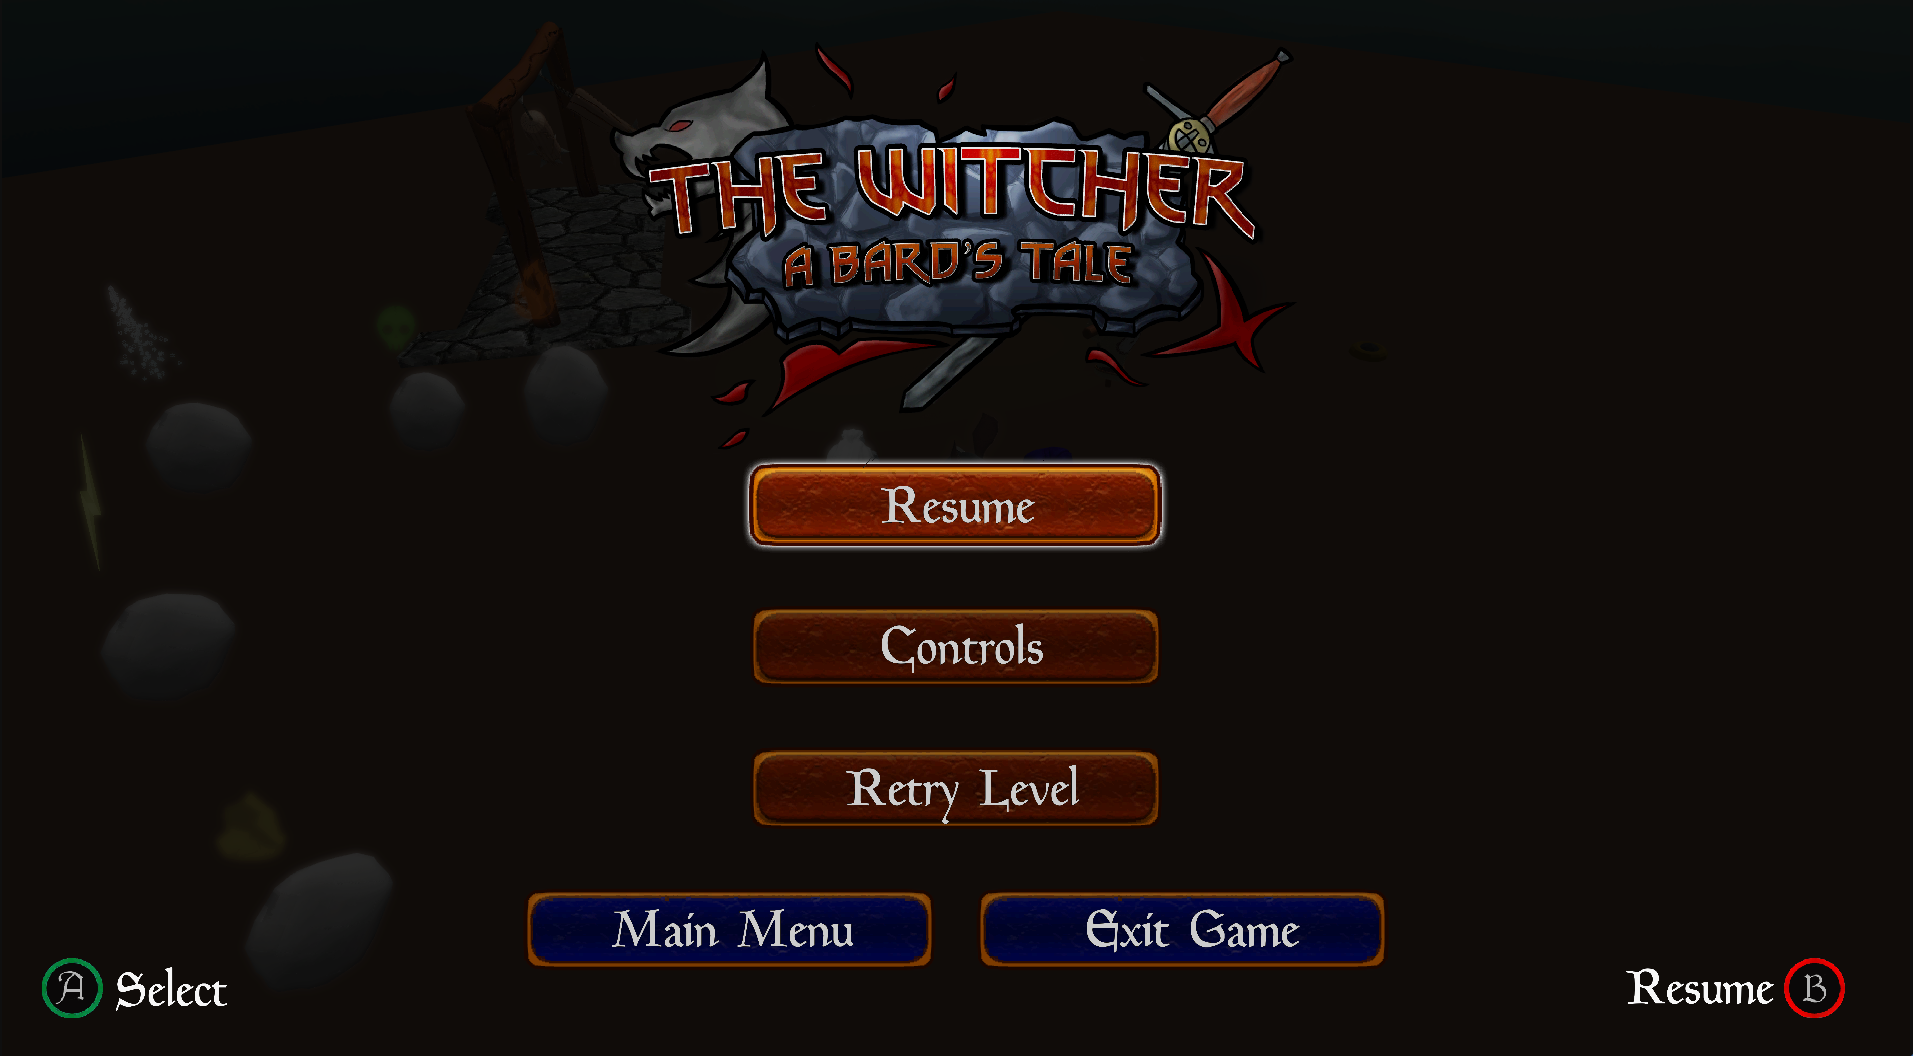 THE WITCHER
A BARD'S TALE
Resume
Controls
Retry Level
Main Menu
Exit Game
A Select
Resume B